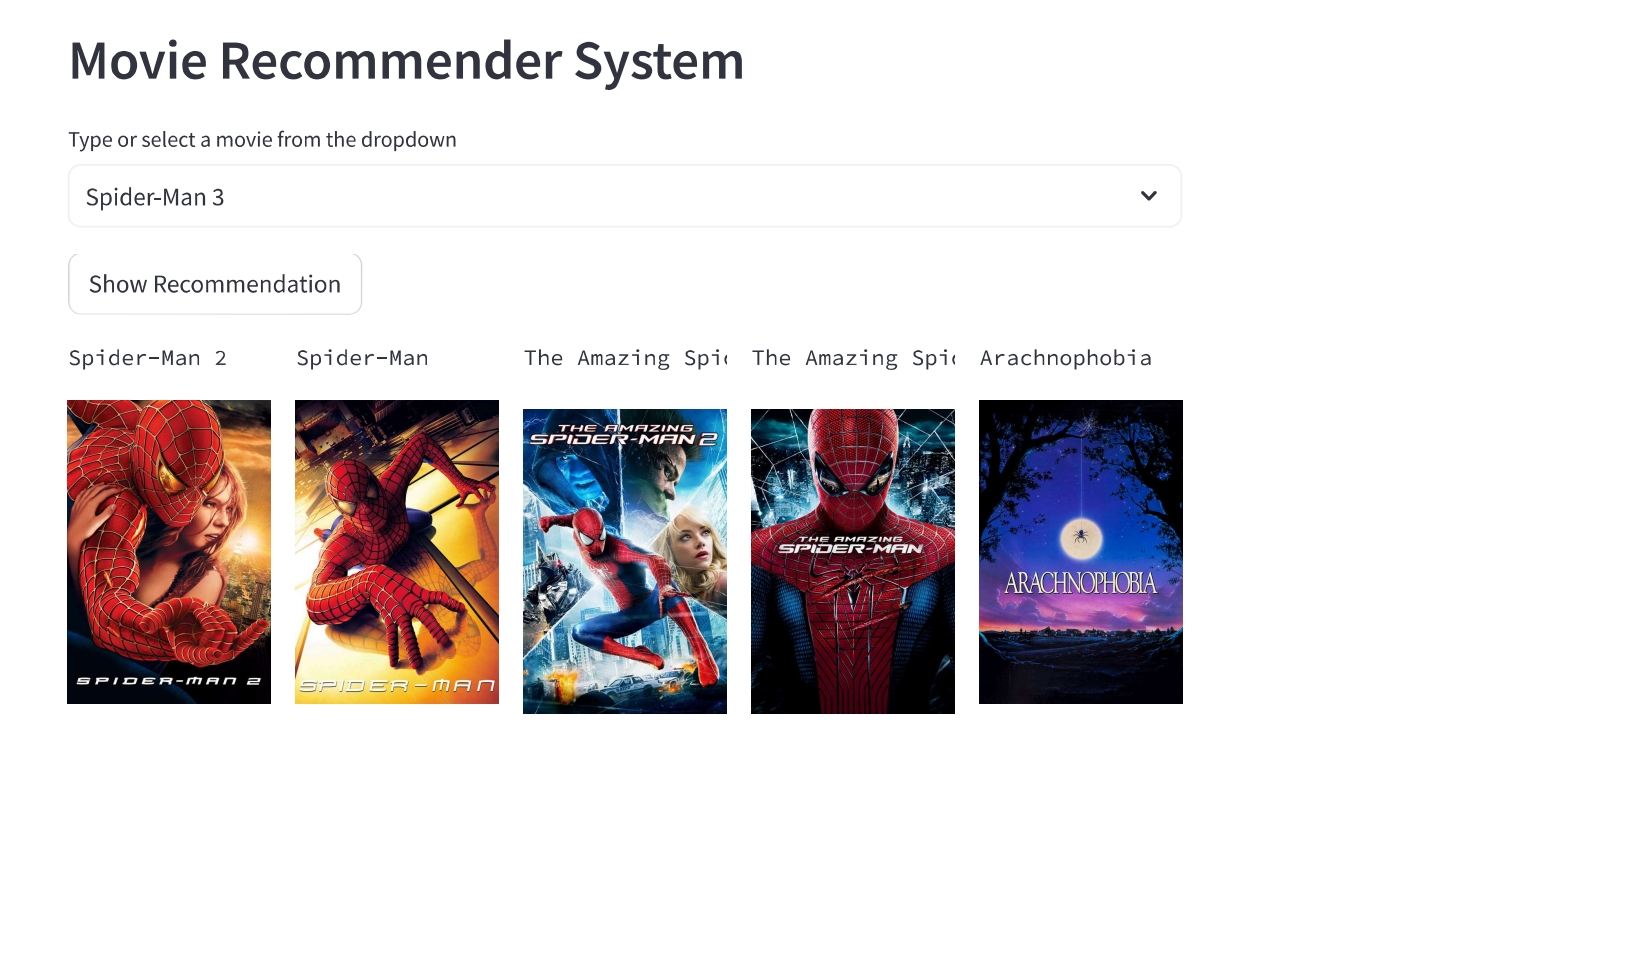 Movie Recommender System
Type or select a movie from the dropdown
Spider-Man 3
Show Recommendation
Spider-Man 2
Spider-Man
The Amazing Spi
The Amazing Spi
Arachnophobia
SPIDER-MAN 2
SPIDER-MAN
THE AMAZING
SPIDER-MAN 2
THE AMAZING
SPIDER-MAN
ARACHNOPHOBIA